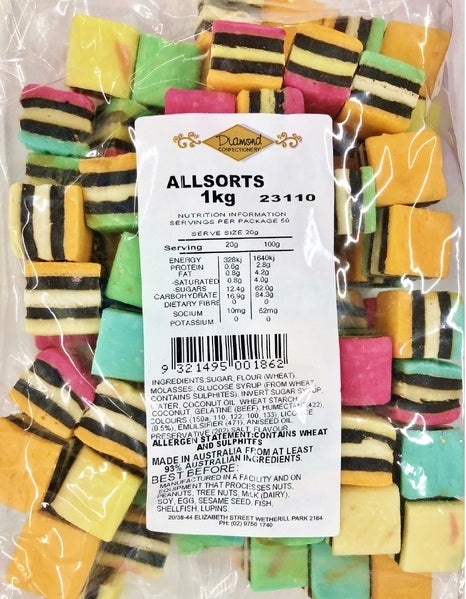 Diamond
CONFECTIONERY
ALLSORTS
1kg 23110
NUTRITION INFORMATION
SERVINGS PER PACKAGE 50
SERVE SIZE 20g
Serving 20g 100g
ENERGY 328kj 1640kj
PROTEIN 0.6g 2.8g
FAT 0.8g 4.2g
-SATURATED 0.8g 4.0g
-SUGARS 12.4g 62.0g
CARBOHYDRATE 16.9g 84.3g
DIETARY FIBRE 0 0
SOCIUM 10mg 52mg
POTASSIUM 0 0
9 321495 001862
INGREDIENTS:SUGAR, FLOUR (WHEAT),
MOLASSES, GLUCOSE SYRUP (FROM WHEAT,
CONTAINS SULPHITES), INVERT SUGAR SYRUP,
WATER, COCONUT OIL, WHEAT STARCH,
COCONUT, GELATINE (BEEF), HUMECTANT (422),
COLOURS (150a, 110, 122, 100, 133), LICORICE
(0.5%), EMULSIFIER (471), ANISEED OIL,
PRESERVATIVE (202), SALT, FLAVOUR.
ALLERGEN STATEMENT:CONTAINS WHEAT
AND SULPHITES
MADE IN AUSTRALIA FROM AT LEAST
93% AUSTRALIAN INGREDIENTS.
BEST BEFORE:
MANUFACTURED IN A FACILITY AND ON
EQUIPMENT THAT PROCESSES NUTS,
PEANUTS, TREE NUTS, MILK (DAIRY),
SOY, EGG, SESAME SEED, FISH,
SHELLFISH, LUPINS.
20/38-44 ELIZABETH STREET WETHERILL PARK 2164
PH: (02) 9756 1740